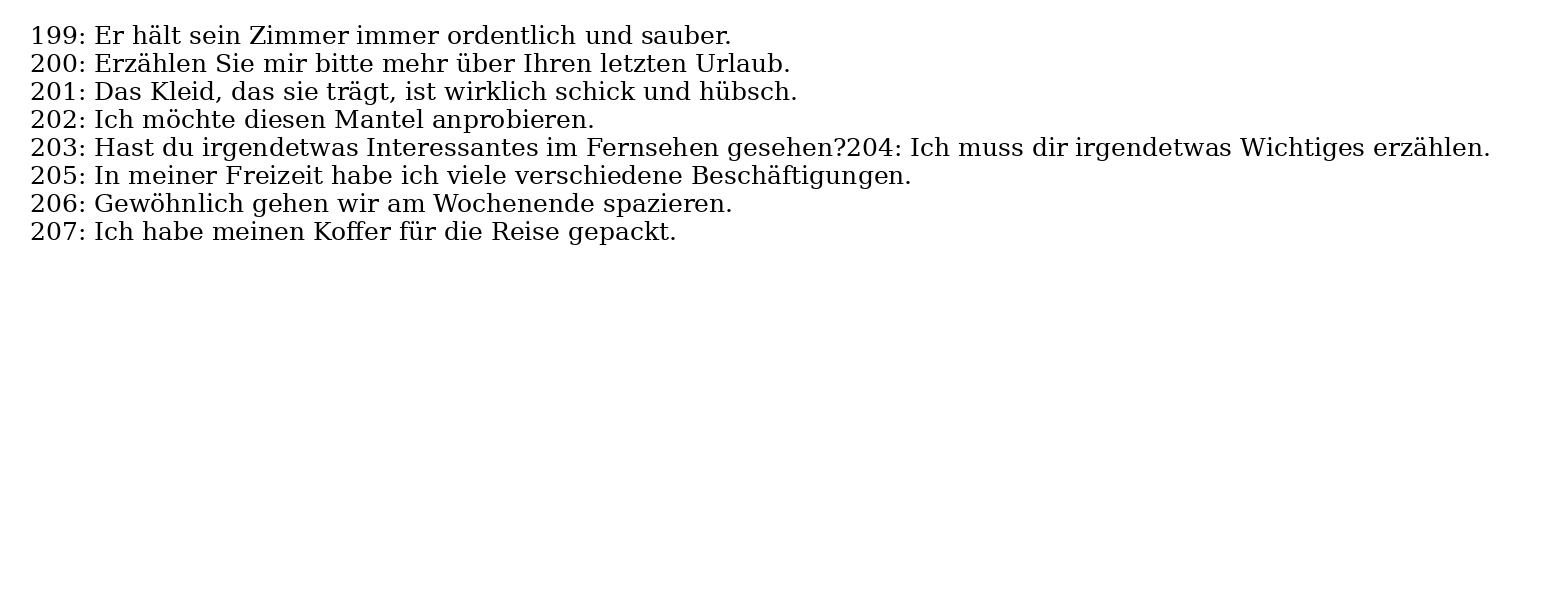 199: Er hält sein Zimmer immer ordentlich und sauber.
200: Erzählen Sie mir bitte mehr über Ihren letzten Urlaub.
201: Das Kleid, das sie trägt, ist wirklich schick und hübsch.
202: Ich möchte diesen Mantel anprobieren.
203: Hast du irgendetwas Interessantes im Fernsehen gesehen?204: Ich muss dir irgendetwas Wichtiges erzählen.
205: In meiner Freizeit habe ich viele verschiedene Beschäftigungen.
206: Gewöhnlich gehen wir am Wochenende spazieren.
207: Ich habe meinen Koffer für die Reise gepackt.